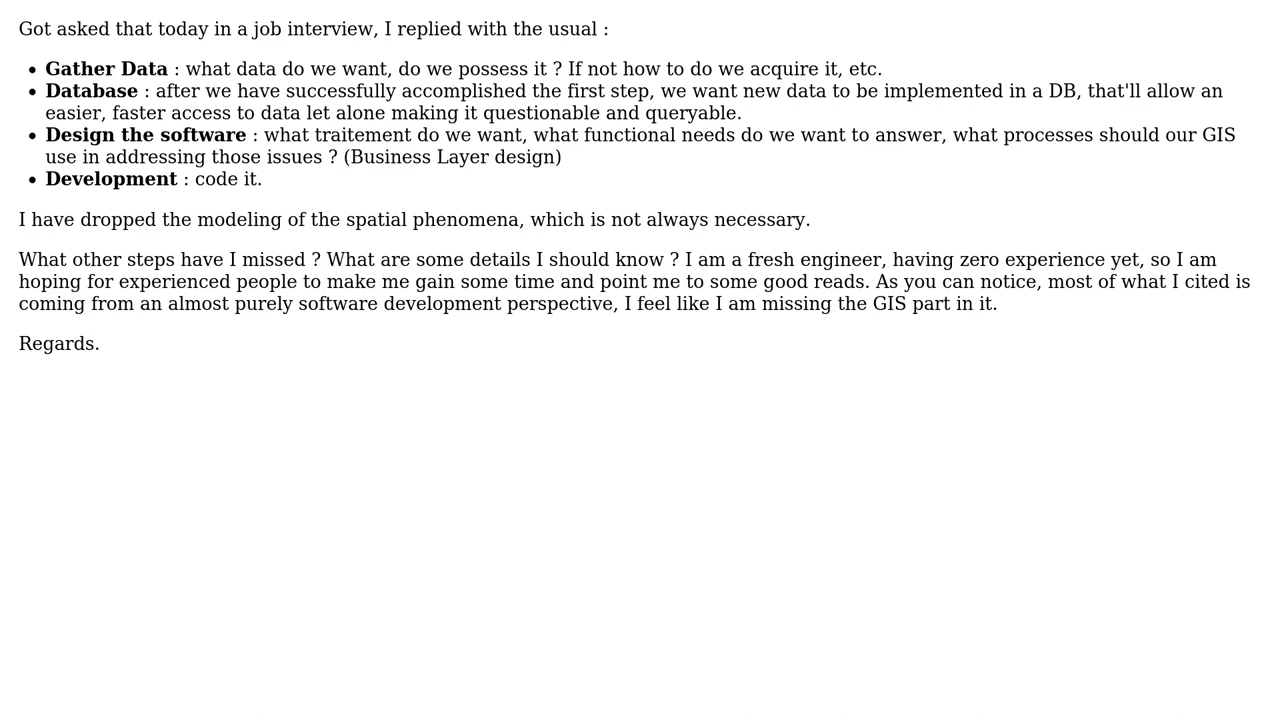 Got asked that today in a job interview, I replied with the usual :
• Gather Data : what data do we want, do we possess it ? If not how to do we acquire it, etc.
• Database : after we have successfully accomplished the first step, we want new data to be implemented in a DB, that'll allow an
easier, faster access to data let alone making it questionable and queryable.
• Design the software : what traitement do we want, what functional needs do we want to answer, what processes should our GIS
use in addressing those issues ? (Business Layer design)
• Development : code it.
I have dropped the modeling of the spatial phenomena, which is not always necessary.
What other steps have I missed ? What are some details I should know ? I am a fresh engineer, having zero experience yet, so I am
hoping for experienced people to make me gain some time and point me to some good reads. As you can notice, most of what I cited is
coming from an almost purely software development perspective, I feel like I am missing the GIS part in it.
Regards.